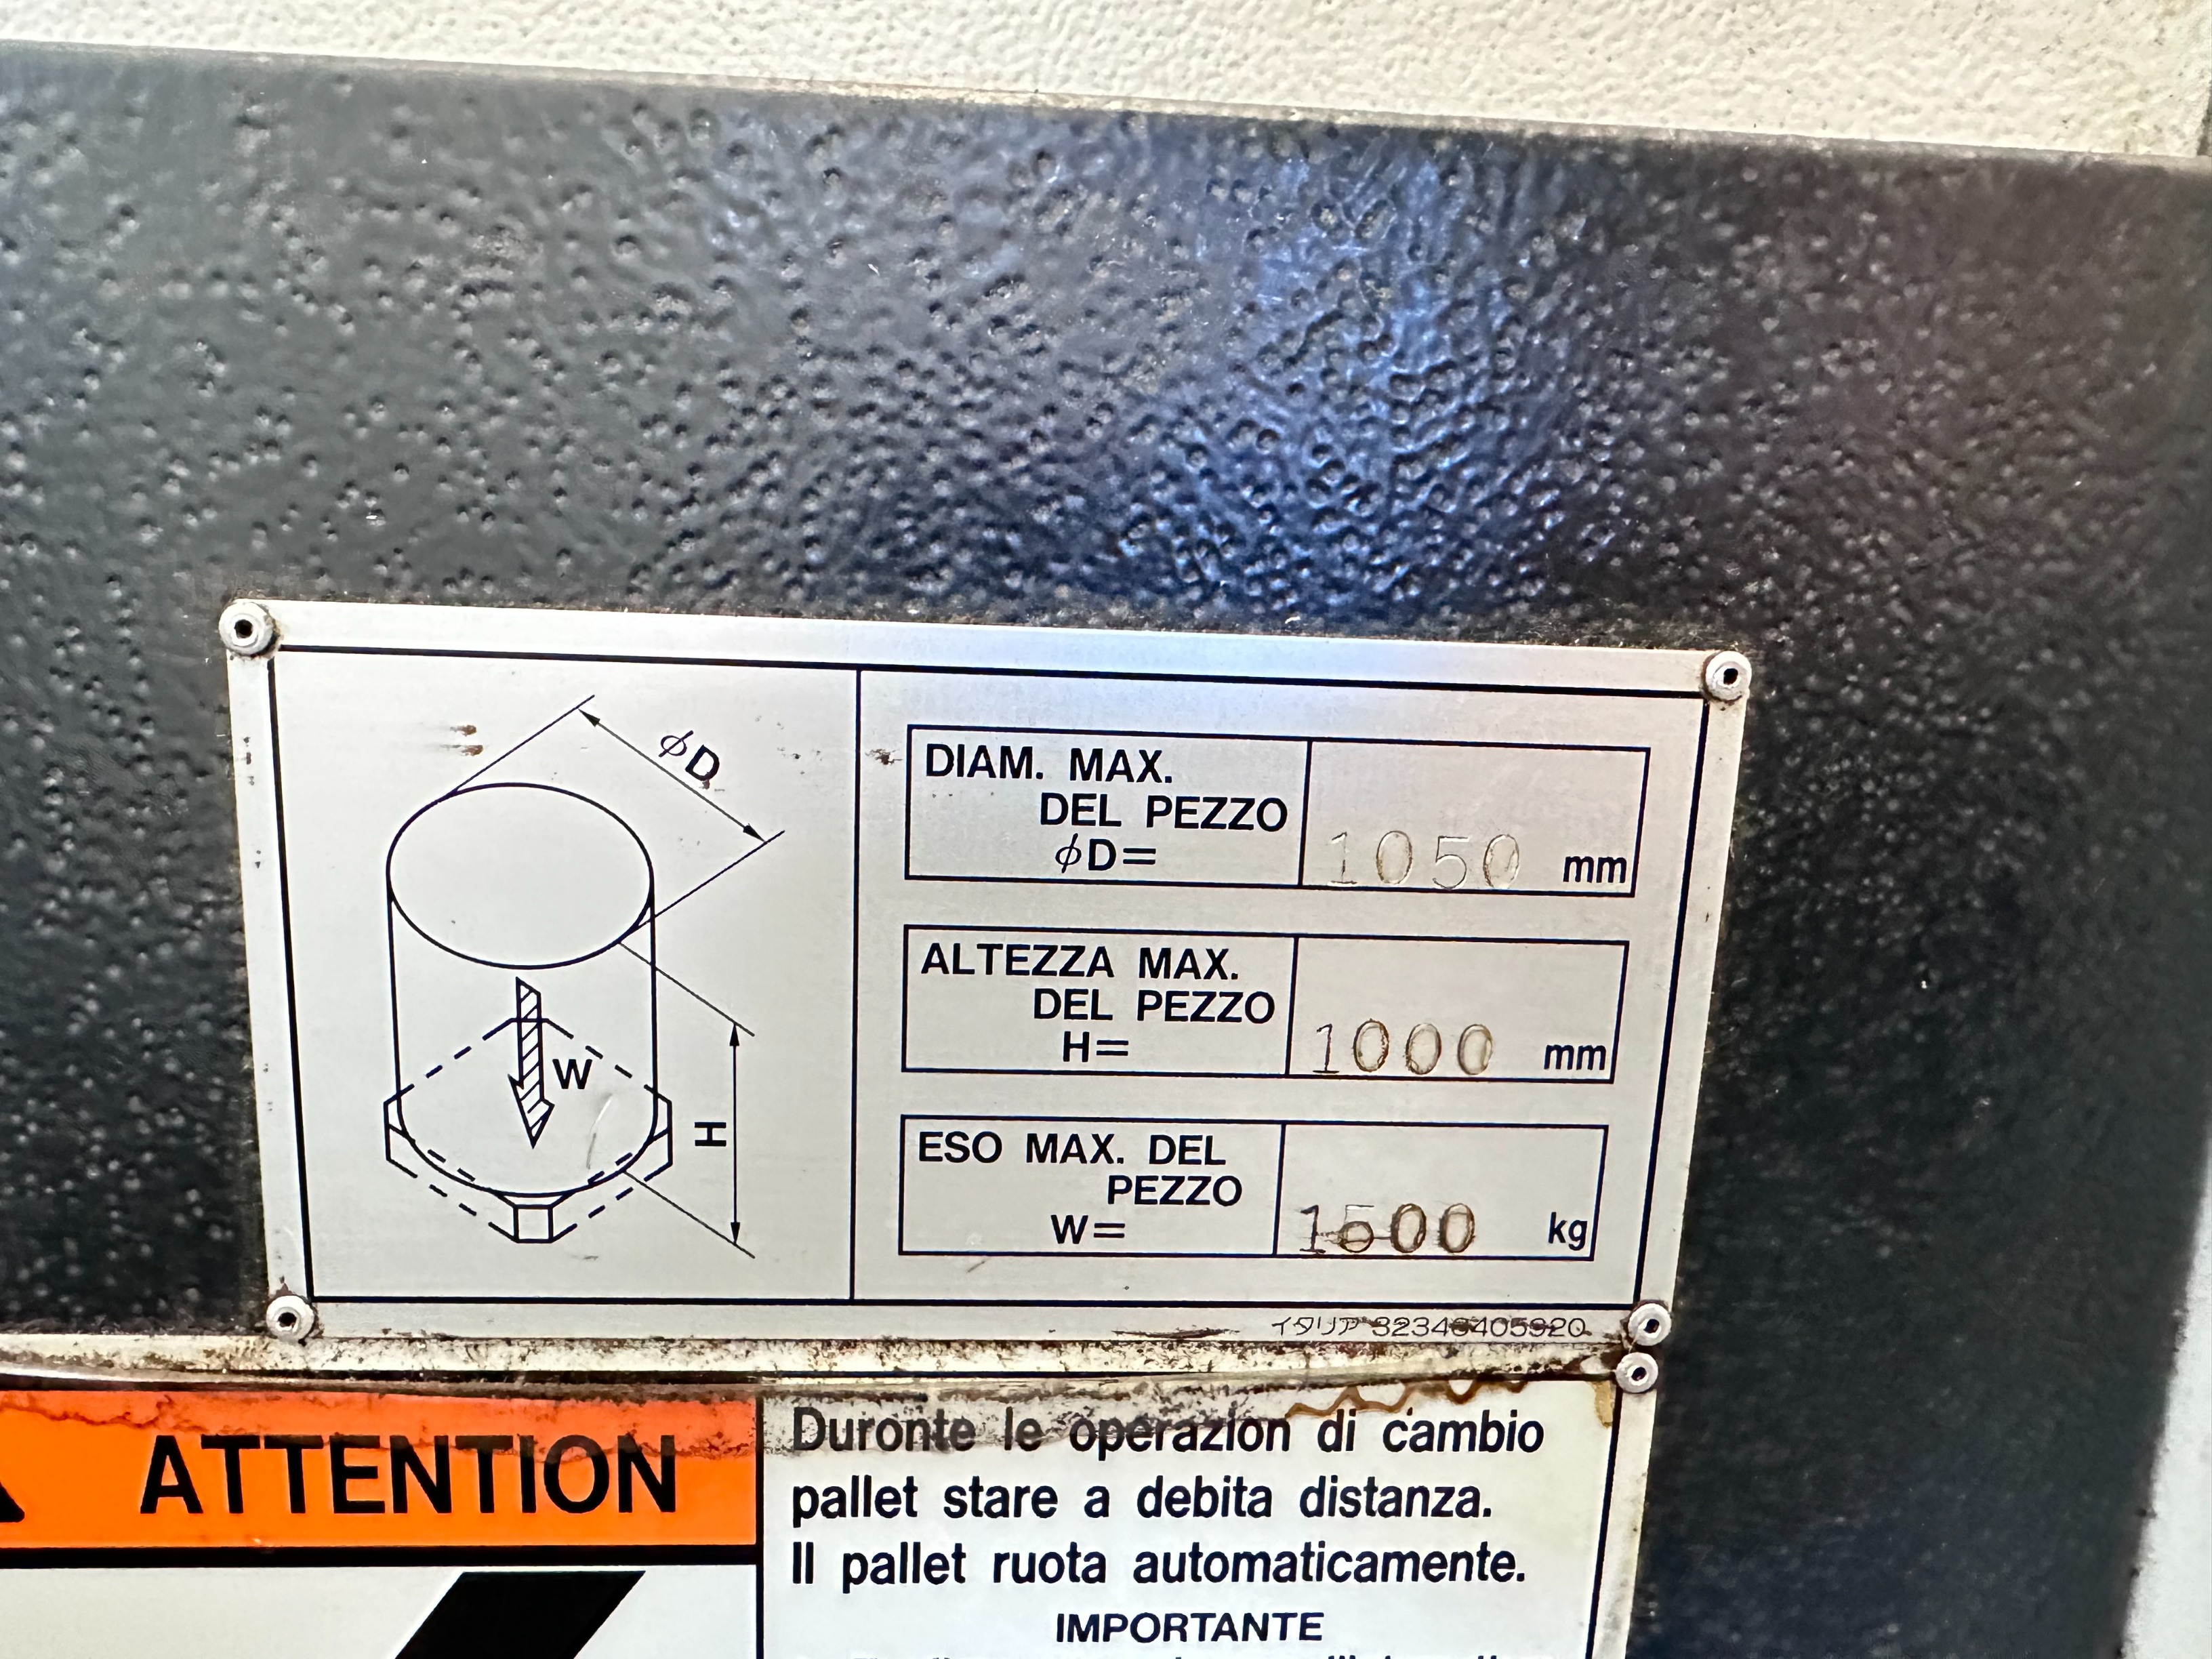 φD
W
H
DIAM. MAX.
DEL PEZZO
φD=
1050 mm
ALTEZZA MAX.
DEL PEZZO
H=
1000 mm
ESO MAX. DEL
PEZZO
W=
1500 kg
イタリア 32346405920
ATTENTION
Duronte le operazion di cambio
pallet stare a debita distanza.
Il pallet ruota automaticamente.
IMPORTANTE